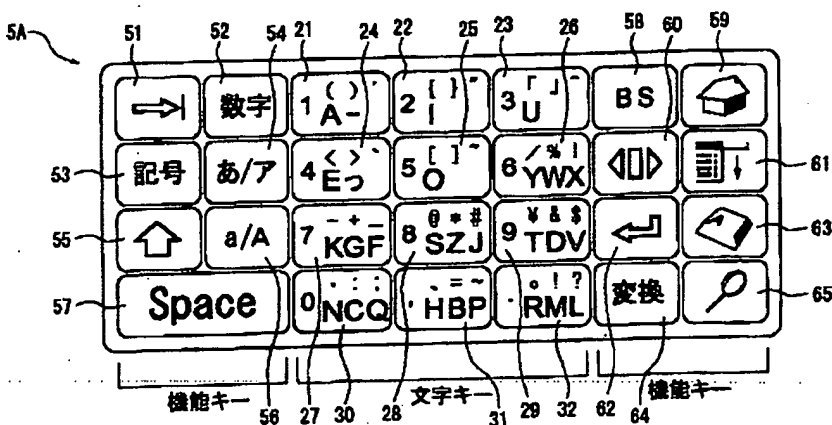 5A
51 52 54 21 24 22 25 23 26 58 60 59
数字 1 ( ) A- 2 { } I 3 「 」 U BS
53 記号 あ/ア 4 < > Eっ 5 [ ] O 6 / % YWX 61
55 a/A 7 - + _ KGF 8 @ * # SZJ 9 ¥ & $ TDV 63
57 Space 0 NCQ HBP RML 変換 65
機能キー 文字キー 機能キー
56 27 30 28 31 29 32 62 64